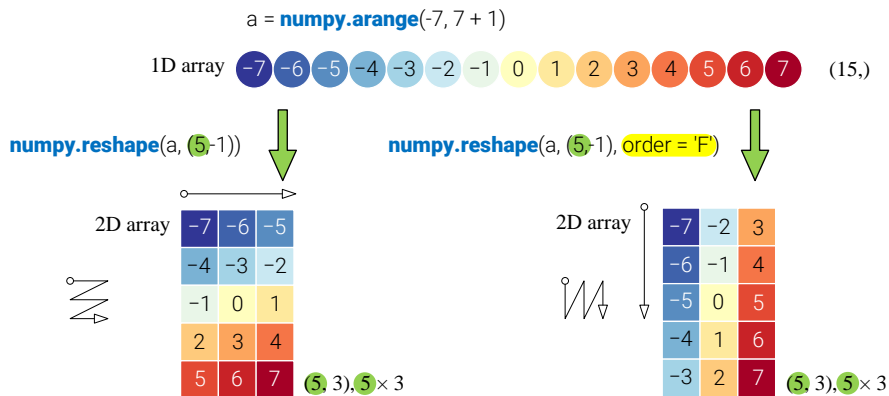 a = numpy.arange(-7, 7 + 1)
1D array −7 −6 −5 −4 −3 −2 −1 0 1 2 3 4 5 6 7 (15,)
numpy.reshape(a, (5,-1))
numpy.reshape(a, (5,-1), order = 'F')
2D array
−7 −6 −5
−4 −3 −2
−1 0 1
2 3 4
5 6 7
(5, 3), 5 × 3
2D array
−7 −2 3
−6 −1 4
−5 0 5
−4 1 6
−3 2 7
(5, 3), 5 × 3